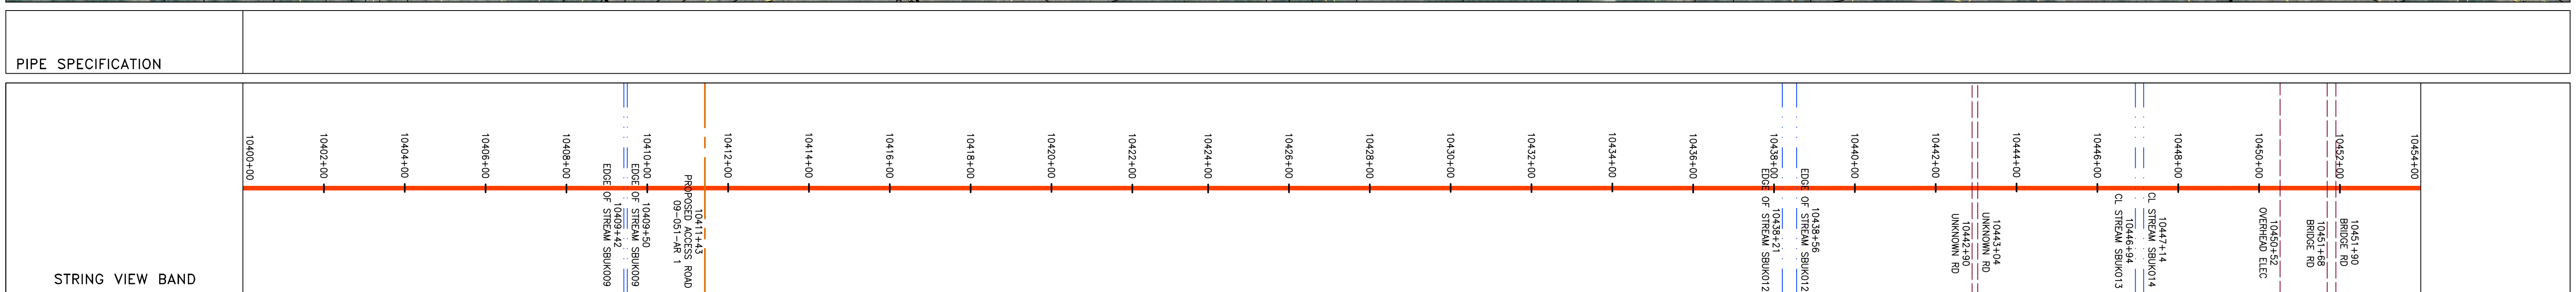 PIPE SPECIFICATION
STRING VIEW BAND
10400+00
10402+00
10404+00
10406+00
10408+00
10410+00
10412+00
10414+00
10416+00
10418+00
10420+00
10422+00
10424+00
10426+00
10428+00
10430+00
10432+00
10434+00
10436+00
10438+00
10440+00
10442+00
10444+00
10446+00
10448+00
10450+00
10452+00
10454+00
10409+42
EDGE OF STREAM SBUK009
10409+50
EDGE OF STREAM SBUK009
10411+43
PROPOSED ACCESS ROAD
09-051-AR 1
10438+21
EDGE OF STREAM SBUK012
10438+56
EDGE OF STREAM SBUK012
10442+90
UNKNOWN RD
10443+04
UNKNOWN RD
10446+94
CL STREAM SBUK013
10447+14
CL STREAM SBUK014
10450+52
OVERHEAD ELEC
10451+68
BRIDGE RD
10451+90
BRIDGE RD